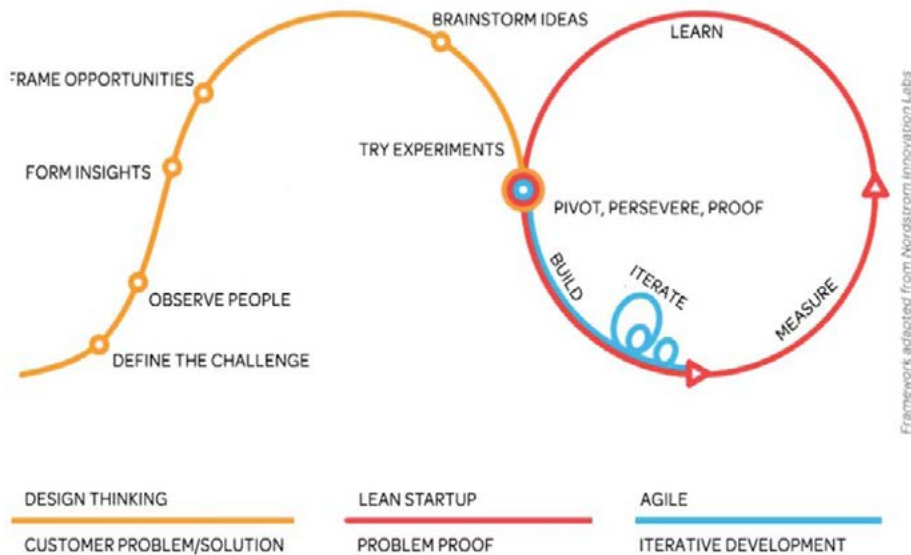 BRAINSTORM IDEAS
LEARN
FRAME OPPORTUNITIES
TRY EXPERIMENTS
FORM INSIGHTS
PIVOT, PERSEVERE, PROOF
BUILD
ITERATE
OBSERVE PEOPLE
MEASURE
DEFINE THE CHALLENGE
Framework adapted from Nordstrom Innovation Labs
DESIGN THINKING
LEAN STARTUP
AGILE
CUSTOMER PROBLEM/SOLUTION
PROBLEM PROOF
ITERATIVE DEVELOPMENT